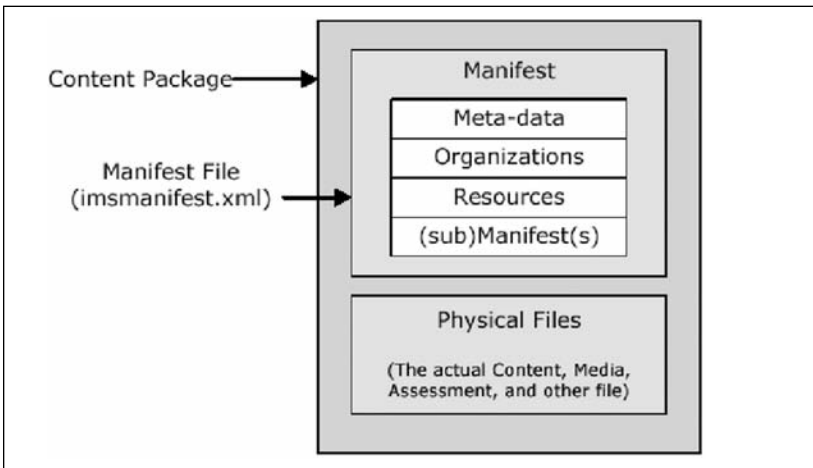 Content Package
Manifest File
(imsmanifest.xml)
Manifest
Meta-data
Organizations
Resources
(sub)Manifest(s)
Physical Files
(The actual Content, Media,
Assessment, and other file)